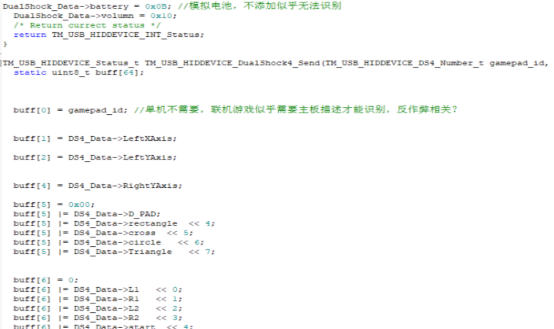 DualShock_Data->battery = 0x0B; //模拟电池，不添加似乎无法识别
DualShock_Data->volumn = 0x10;
/* Return currect status */
return TM_USB_HIDDEVICE_INT_Status;
}
TM_USB_HIDDEVICE_Status_t TM_USB_HIDDEVICE_DualShock4_Send(TM_USB_HIDDEVICE_DS4_Number_t gamepad_id,
static uint8_t buff[64];
buff[0] = gamepad_id; //单机不需要，联机游戏似乎需要主板描述才能识别，反作弊相关？
buff[1] = DS4_Data->LeftXAxis;
buff[2] = DS4_Data->LeftYAxis;
buff[4] = DS4_Data->RightYAxis;
buff[5] = 0x00;
buff[5] |= DS4_Data->D_PAD;
buff[5] |= DS4_Data->rectangle << 4;
buff[5] |= DS4_Data->cross << 5;
buff[5] |= DS4_Data->circle << 6;
buff[5] |= DS4_Data->Triangle << 7;
buff[6] = 0;
buff[6] |= DS4_Data->L1 << 0;
buff[6] |= DS4_Data->R1 << 1;
buff[6] |= DS4_Data->L2 << 2;
buff[6] |= DS4_Data->R2 << 3;
buff[6] |= DS4_Data->start << 4;